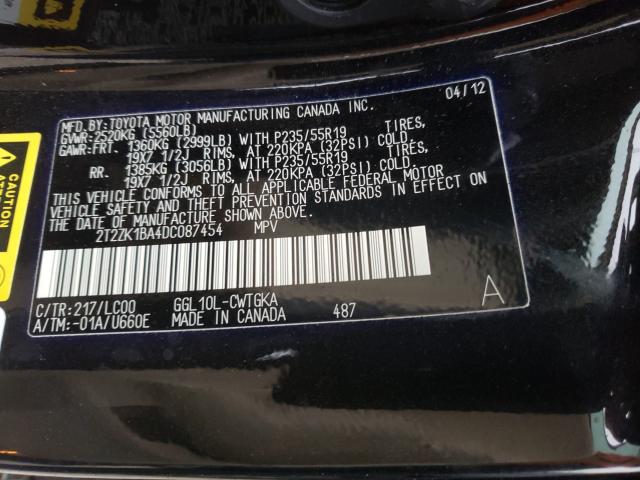 MFD.BY:TOYOTA MOTOR MANUFACTURING CANADA INC. 04/12
GVWR:2520KG (5560LB)
GAWR:FRT. 1360KG (2999LB) WITH P235/55R19 TIRES,
19X7 1/2J RIMS, AT 220KPA (32PSI) COLD.
RR. 1385KG (3056LB) WITH P235/55R19 TIRES,
19X7 1/2J RIMS, AT 220KPA (32PSI) COLD.
THIS VEHICLE CONFORMS TO ALL APPLICABLE FEDERAL MOTOR
VEHICLE SAFETY AND THEFT PREVENTION STANDARDS IN EFFECT ON
THE DATE OF MANUFACTURE SHOWN ABOVE.
2T2ZK1BA4DC087454 MPV
C/TR:217/LC00 GGL10L-CWTGKA A
A/TM:-01A/U660E MADE IN CANADA 487